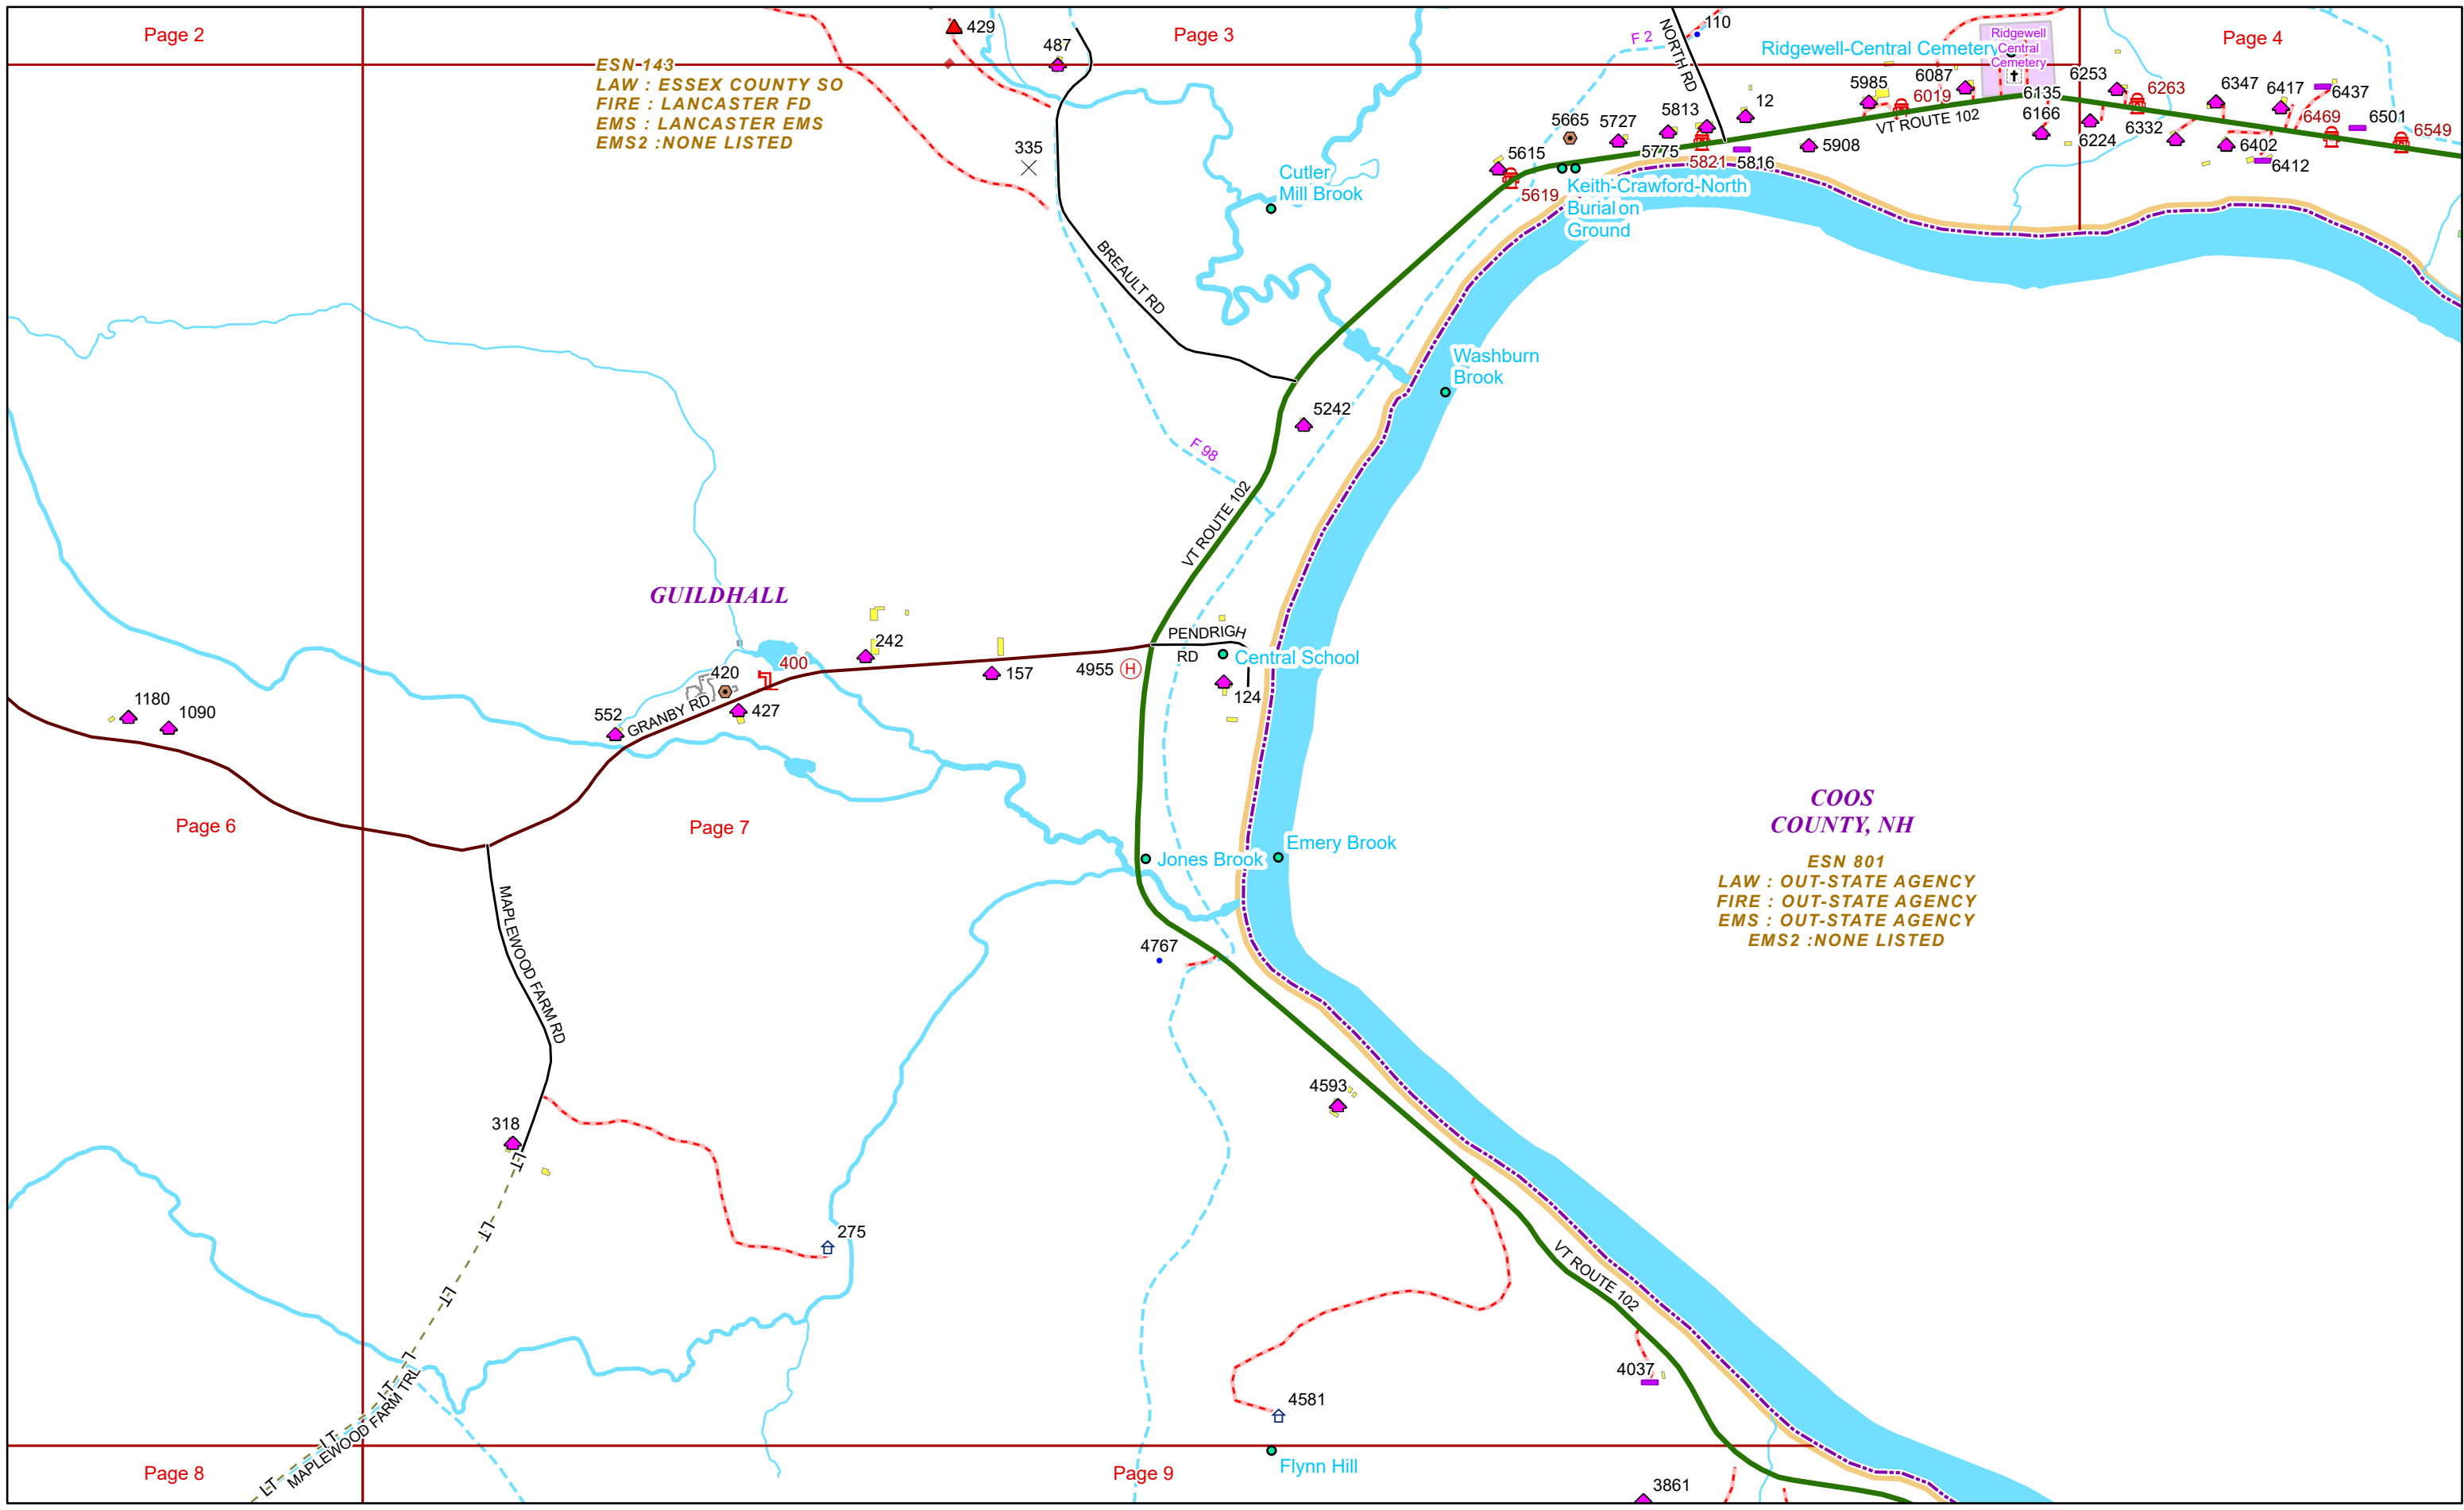 Page 2
429
487
Page 3
NORTH RD
110
F 2
Ridgewell-Central Cemetery
Ridgewell
Central
Cemetery
Page 4
ESN 143
LAW : ESSEX COUNTY SO
FIRE : LANCASTER FD
EMS : LANCASTER EMS
EMS2 :NONE LISTED
335
Cutler
Mill Brook
5615
5619
5665
5727
5775
5813
5821
5816
12
5908
5985
6019
6087
VT ROUTE 102
6135
6166
6253
6224
6263
6332
6347
6402
6417
6412
6437
6469
6501
6549
Keith-Crawford-North
Burial on
Ground
BREAULT RD
Washburn
Brook
5242
F 98
VT ROUTE 102
GUILDHALL
242
157
4955
H
PENDRIGH
RD
Central School
124
400
420
427
GRANBY RD
552
1180
1090
Page 6
Page 7
COOS
COUNTY, NH
ESN 801
LAW : OUT-STATE AGENCY
FIRE : OUT-STATE AGENCY
EMS : OUT-STATE AGENCY
EMS2 :NONE LISTED
Jones Brook
Emery Brook
MAPLEWOOD FARM RD
4767
4593
318
LT
LT
LT
275
VT ROUTE 102
4037
4581
LT
LT
LT
LT
MAPLEWOOD FARM TRL
Page 8
Page 9
Flynn Hill
3861